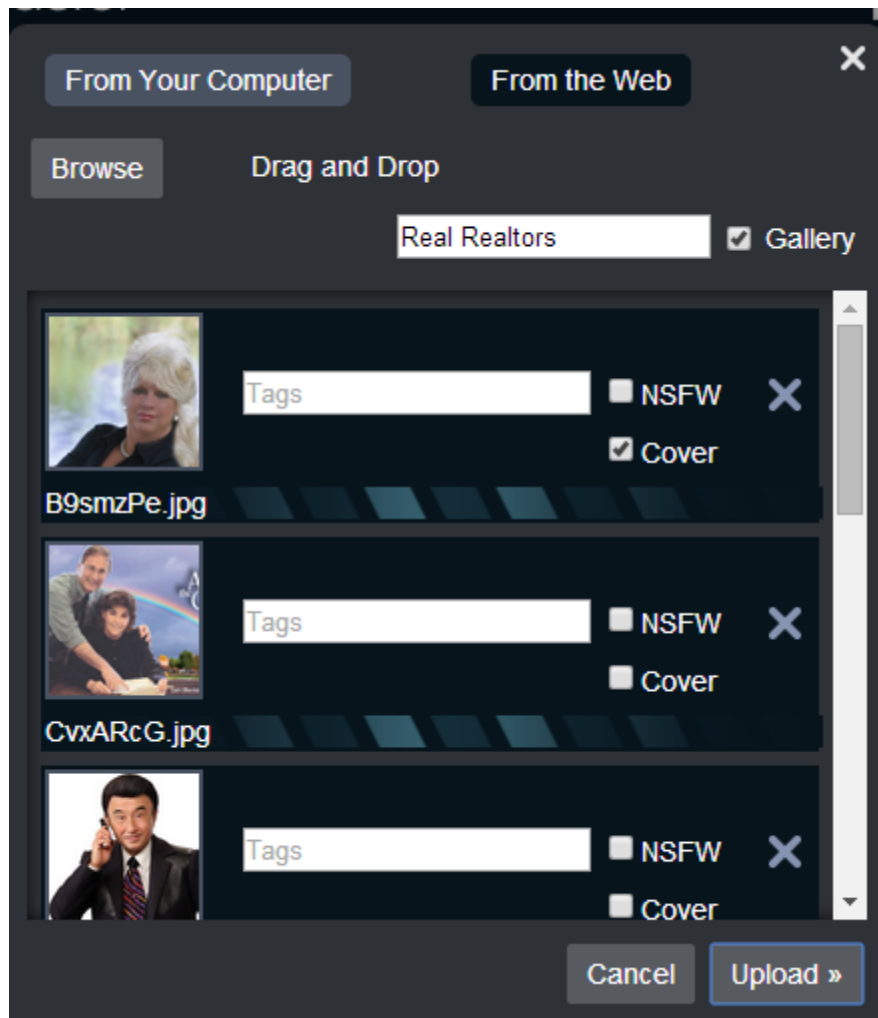 From Your Computer
From the Web
Browse
Drag and Drop
Real Realtors
Gallery
Tags
NSFW
Cover
B9smzPe.jpg
Tags
NSFW
Cover
CvxARcG.jpg
Tags
NSFW
Cover
Cancel
Upload »